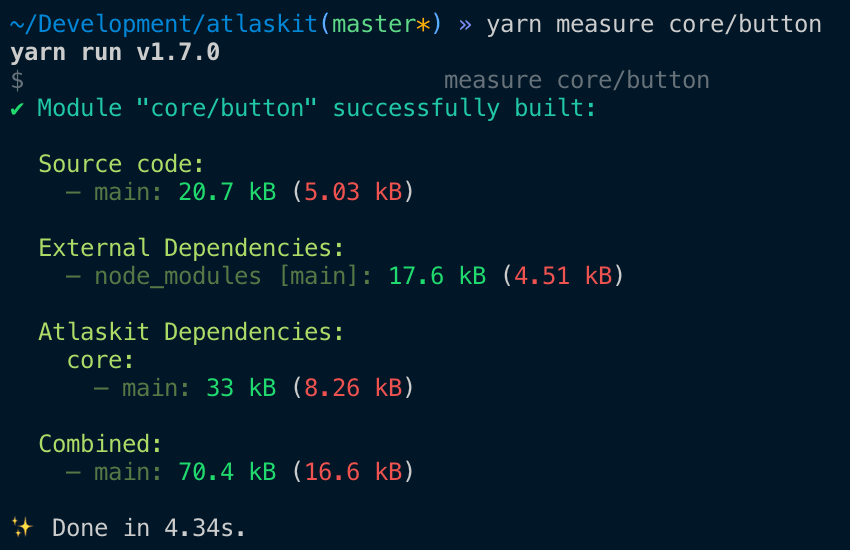 ~/Development/atlaskit(master*) » yarn measure core/button
yarn run v1.7.0
$ measure core/button
✔ Module "core/button" successfully built:
Source code:
– main: 20.7 kB (5.03 kB)
External Dependencies:
– node_modules [main]: 17.6 kB (4.51 kB)
Atlaskit Dependencies:
core:
– main: 33 kB (8.26 kB)
Combined:
– main: 70.4 kB (16.6 kB)
✨ Done in 4.34s.